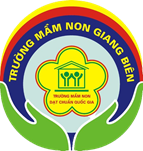 TRƯỜNG MẦM NON GIANG BIÊN
TRƯỜNG MẦM NON
ĐẠT CHUẨN QUỐC GIA